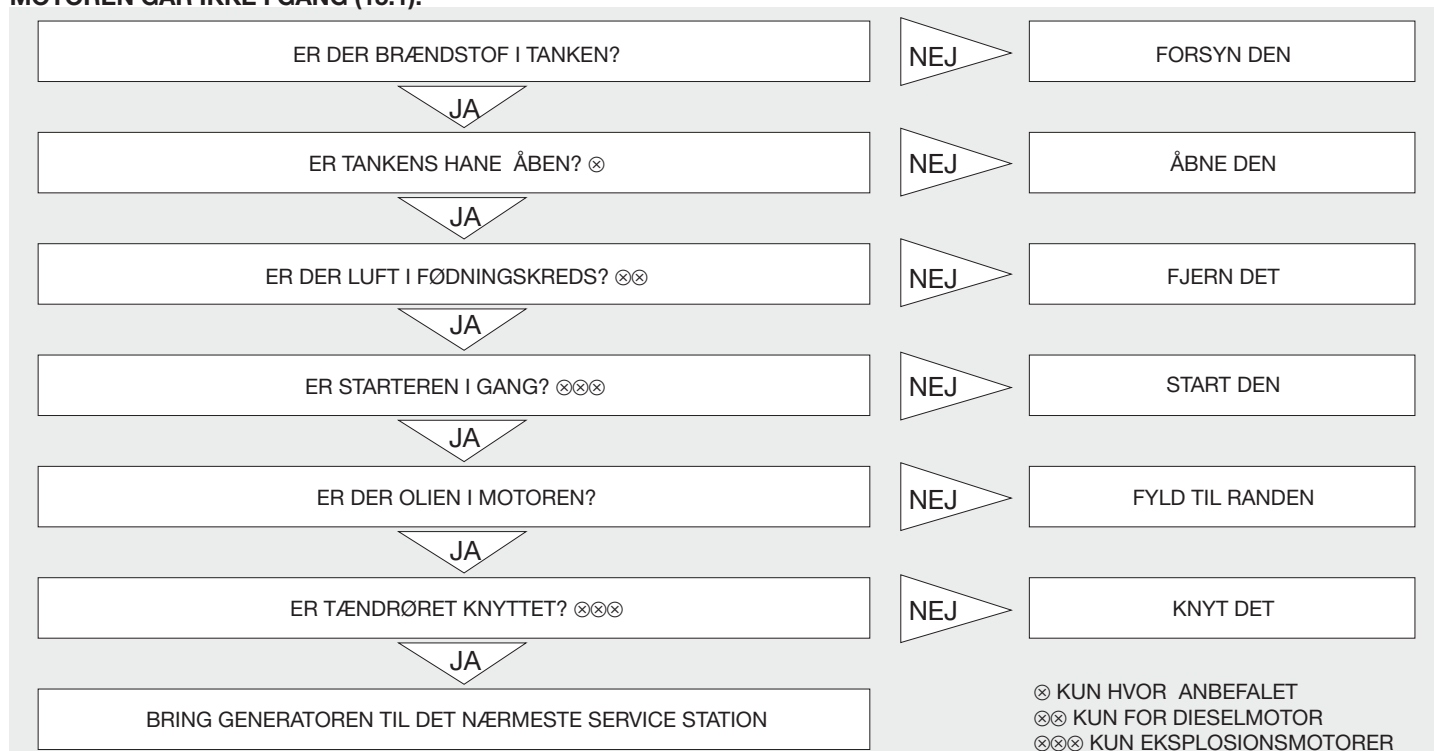 MOTOREN GÅR IKKE I GANG (16.1):
ER DER BRÆNDSTOF I TANKEN?
NEJ
FORSYN DEN
JA
ER TANKENS HANE ÅBEN? ⊗
NEJ
ÅBNE DEN
JA
ER DER LUFT I FØDNINGSKREDS? ⊗⊗
NEJ
FJERN DET
JA
ER STARTEREN I GANG? ⊗⊗⊗
NEJ
START DEN
JA
ER DER OLIEN I MOTOREN?
NEJ
FYLD TIL RANDEN
JA
ER TÆNDRØRET KNYTTET? ⊗⊗⊗
NEJ
KNYT DET
JA
BRING GENERATOREN TIL DET NÆRMESTE SERVICE STATION
⊗ KUN HVOR ANBEFALET
⊗⊗ KUN FOR DIESELMOTOR
⊗⊗⊗ KUN EKSPLOSIONSMOTORER